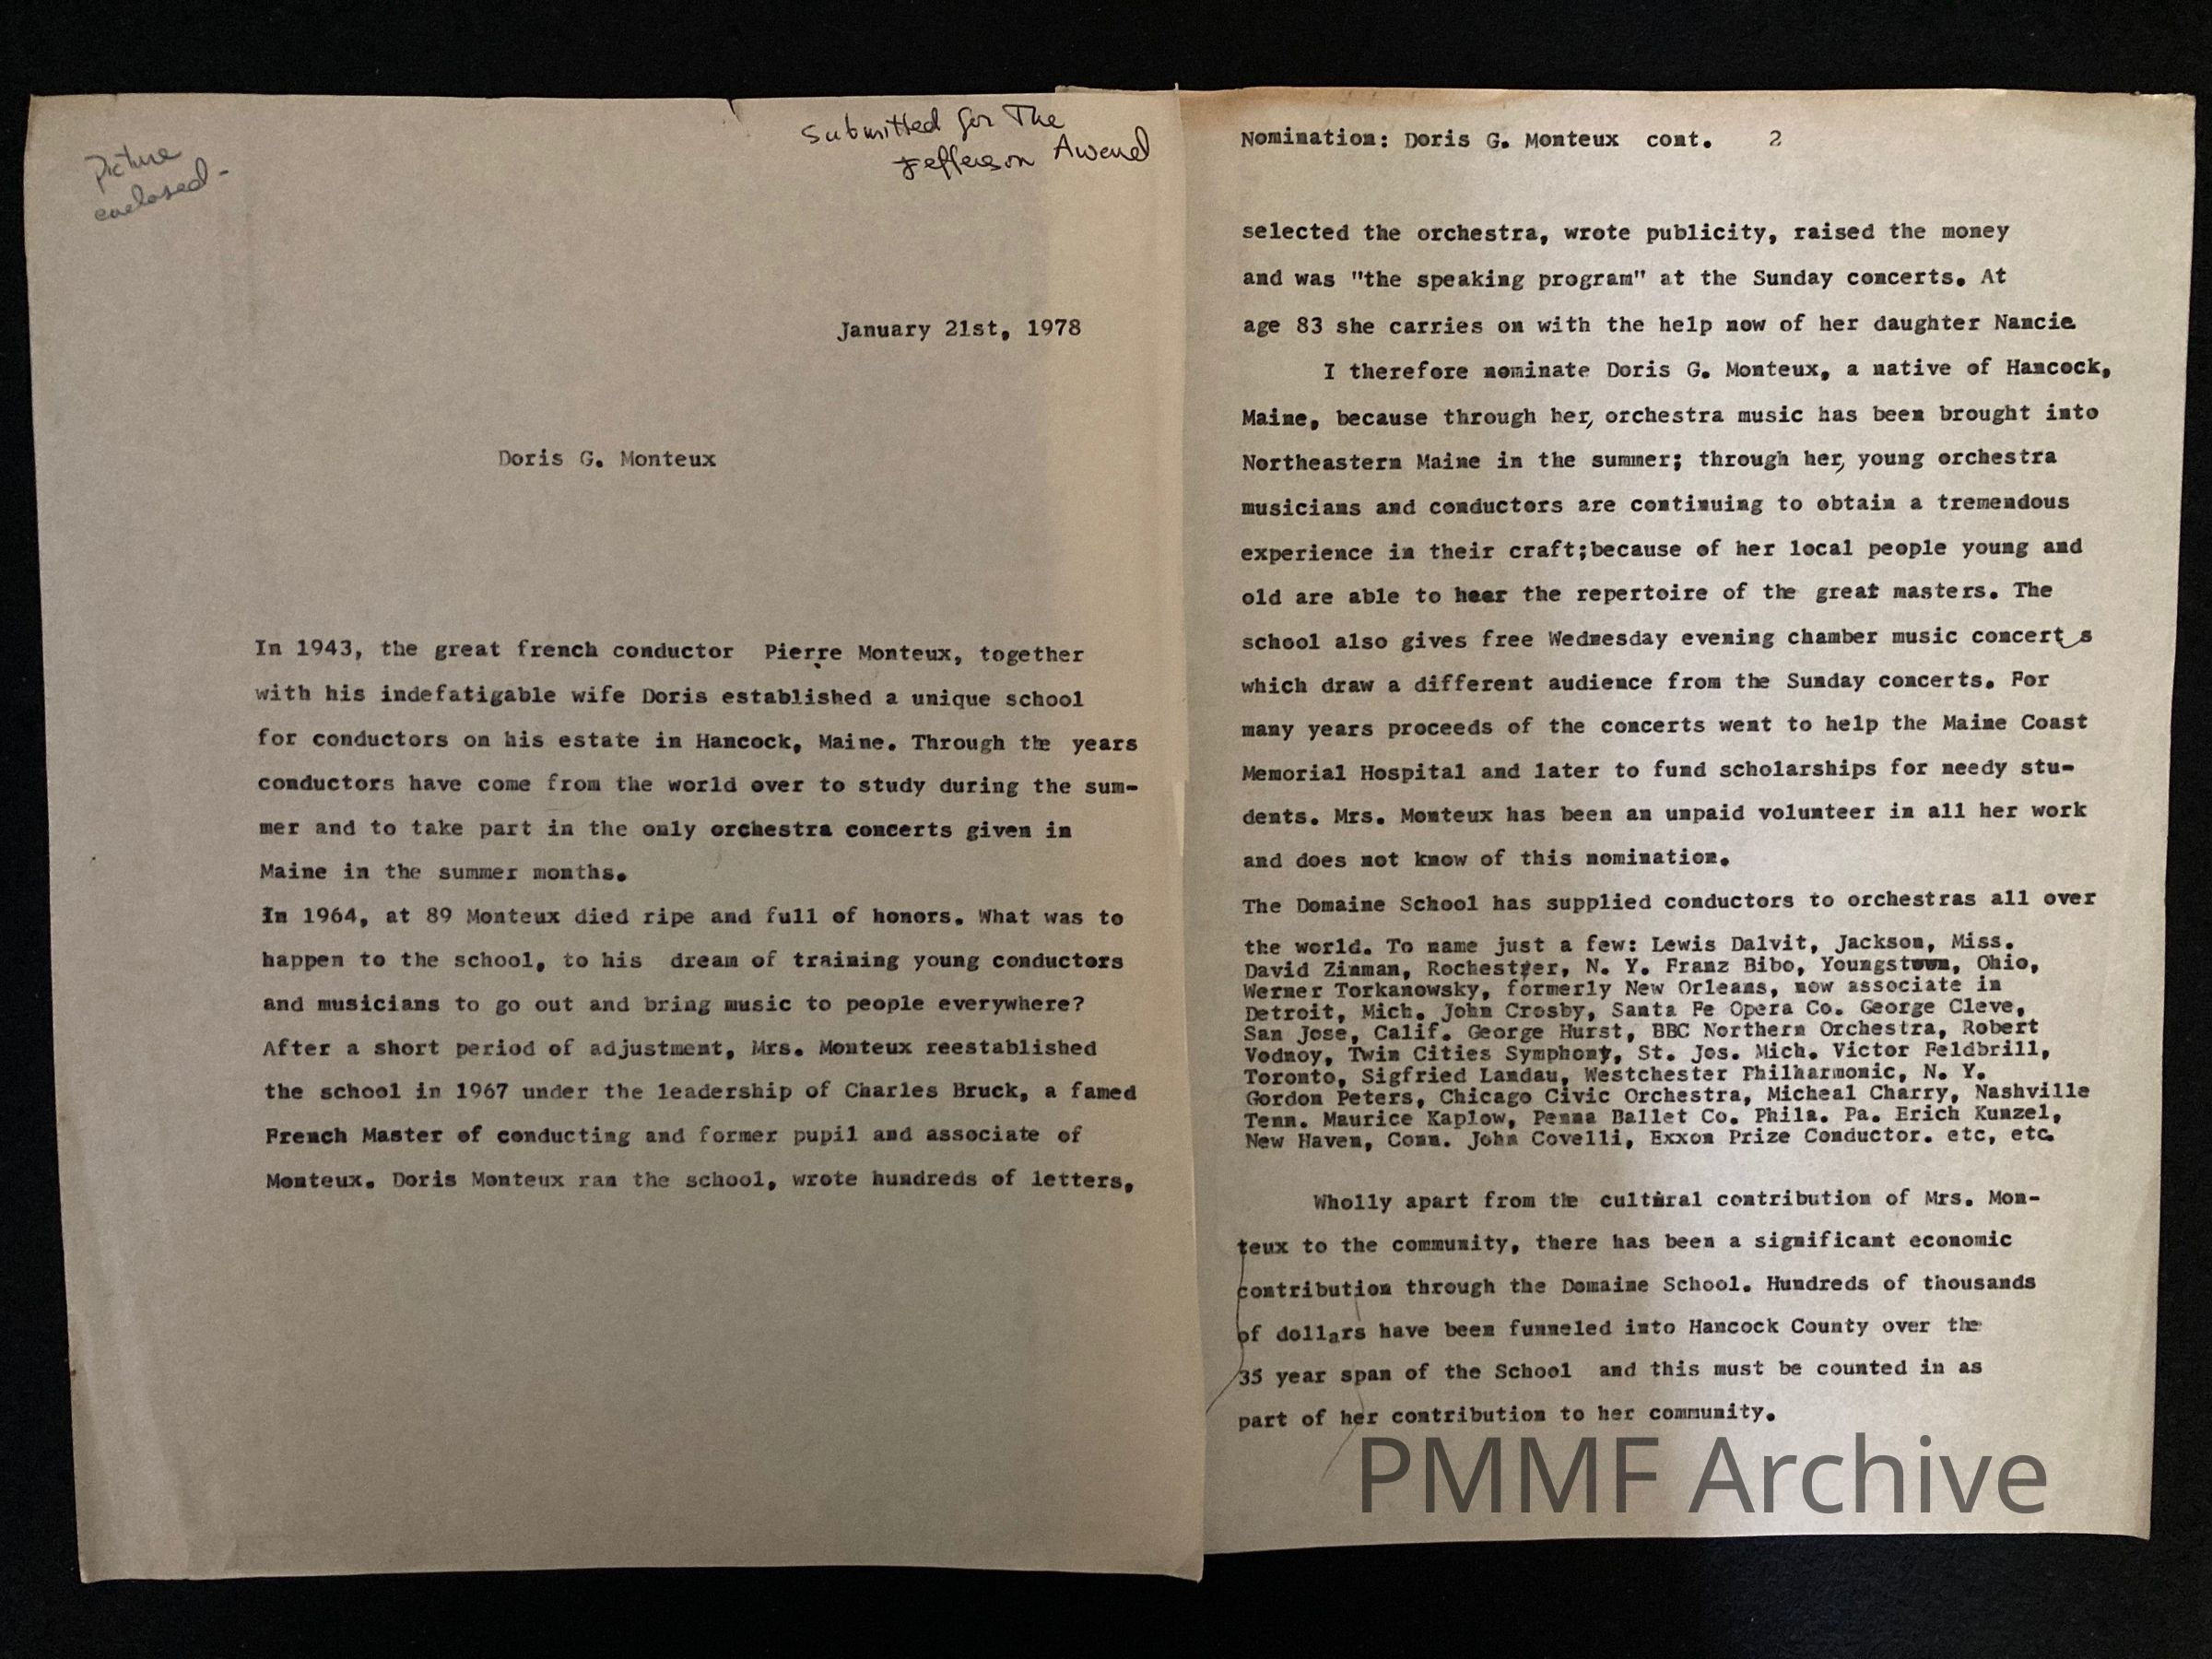 Picture
enclosed-
Submitted for The
Jefferson Award
January 21st, 1978
Doris G. Monteux
In 1943, the great french conductor Pierre Monteux, together
with his indefatigable wife Doris established a unique school
for conductors on his estate in Hancock, Maine. Through the years
conductors have come from the world over to study during the sum-
mer and to take part in the only orchestra concerts given in
Maine in the summer months.
In 1964, at 89 Monteux died ripe and full of honors. What was to
happen to the school, to his dream of training young conductors
and musicians to go out and bring music to people everywhere?
After a short period of adjustment, Mrs. Monteux reestablished
the school in 1967 under the leadership of Charles Bruck, a famed
French Master of conducting and former pupil and associate of
Monteux. Doris Monteux ran the school, wrote hundreds of letters,
Nomination: Doris G. Monteux cont. 2
selected the orchestra, wrote publicity, raised the money
and was "the speaking program" at the Sunday concerts. At
age 83 she carries on with the help now of her daughter Nancie
I therefore nominate Doris G. Monteux, a native of Hancock,
Maine, because through her, orchestra music has been brought into
Northeastern Maine in the summer; through her, young orchestra
musicians and conductors are continuing to obtain a tremendous
experience in their craft;because of her local people young and
old are able to hear the repertoire of the great masters. The
school also gives free Wednesday evening chamber music concerts
which draw a different audience from the Sunday concerts. For
many years proceeds of the concerts went to help the Maine Coast
Memorial Hospital and later to fund scholarships for needy stu-
dents. Mrs. Monteux has been an unpaid volunteer in all her work
and does not know of this nomination.
The Domaine School has supplied conductors to orchestras all over
the world. To name just a few: Lewis Dalvit, Jackson, Miss.
David Zinman, Rochester, N. Y. Franz Bibo, Youngstown, Ohio,
Werner Torkanowsky, formerly New Orleans, now associate in
Detroit, Mich. John Crosby, Santa Fe Opera Co. George Cleve,
San Jose, Calif. George Hurst, BBC Northern Orchestra, Robert
Vodnoy, Twin Cities Symphony, St. Jos. Mich. Victor Feldbrill,
Toronto, Sigfried Landau, Westchester Philharmonic, N. Y.
Gordon Peters, Chicago Civic Orchestra, Micheal Charry, Nashville
Tenn. Maurice Kaplow, Penna Ballet Co. Phila. Pa. Erich Kunzel,
New Haven, Conn. John Covelli, Exxon Prize Conductor. etc, etc.
Wholly apart from the cultural contribution of Mrs. Mon-
teux to the community, there has been a significant economic
contribution through the Domaine School. Hundreds of thousands
of dollars have been funneled into Hancock County over the
35 year span of the School and this must be counted in as
part of her contribution to her community.
PMMF Archive